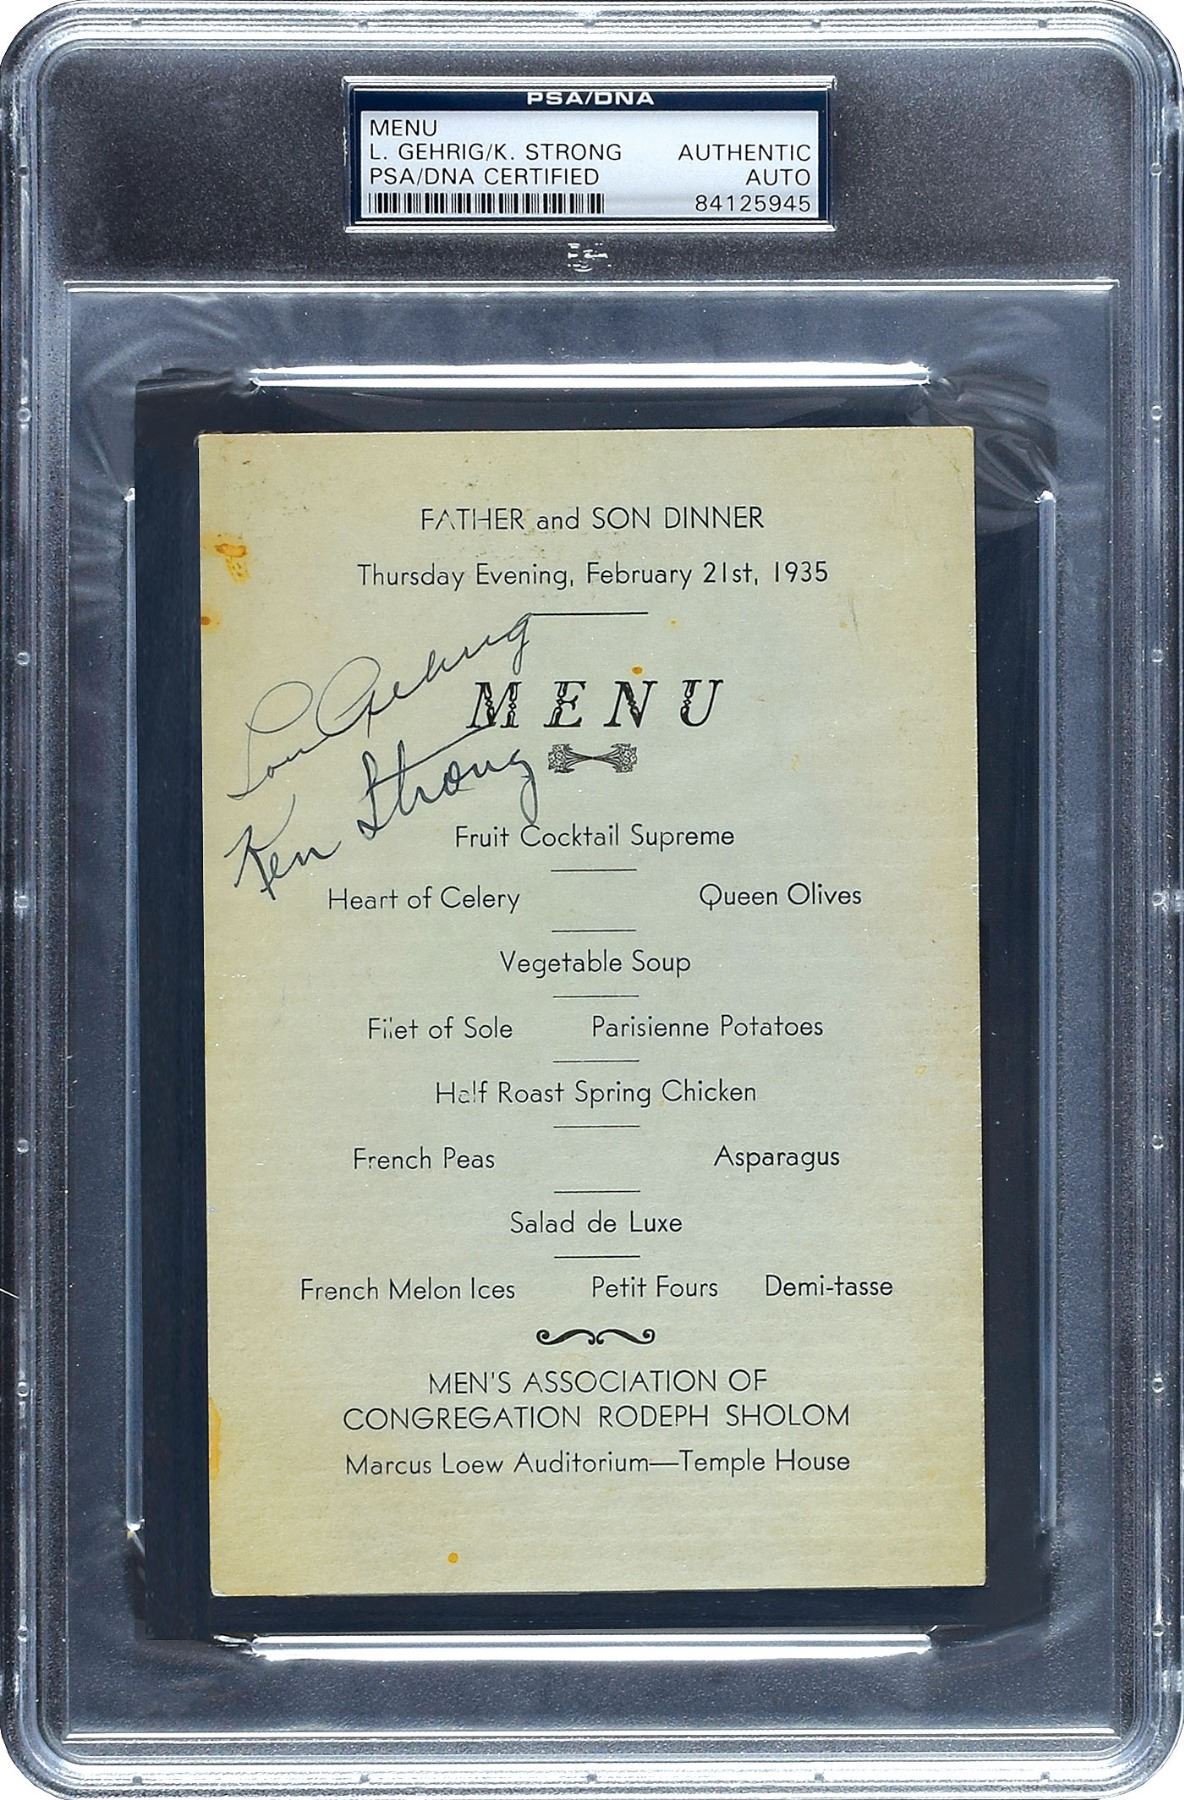 PSA/DNA
MENU
L. GEHRIG/K. STRONG AUTHENTIC
PSA/DNA CERTIFIED AUTO
84125945
FATHER and SON DINNER
Thursday Evening, February 21st, 1935
Lou Gehrig
MENU
Ken Strong
Fruit Cocktail Supreme
Heart of Celery Queen Olives
Vegetable Soup
Filet of Sole Parisienne Potatoes
Half Roast Spring Chicken
French Peas Asparagus
Salad de Luxe
French Melon Ices Petit Fours Demi-tasse
MEN'S ASSOCIATION OF
CONGREGATION RODEPH SHOLOM
Marcus Loew Auditorium—Temple House